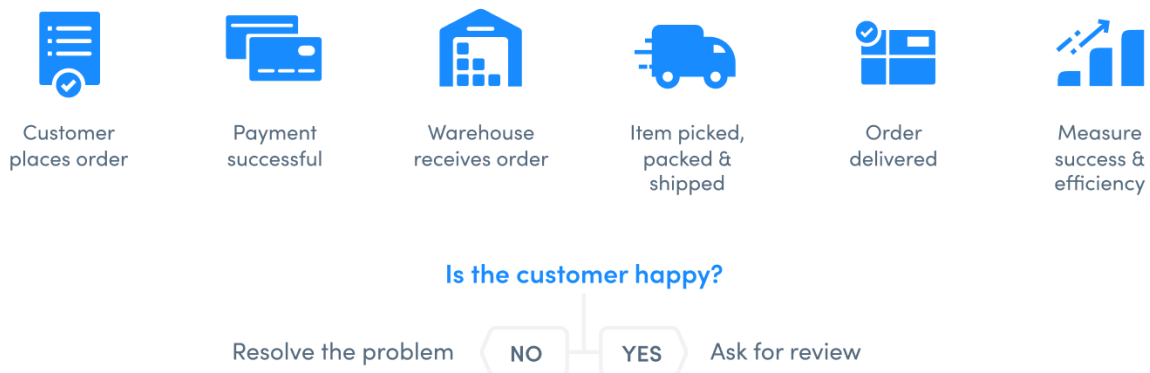 Customer
places order
Payment
successful
Warehouse
receives order
Item picked,
packed &
shipped
Order
delivered
Measure
success &
efficiency
Is the customer happy?
Resolve the problem
NO
YES
Ask for review